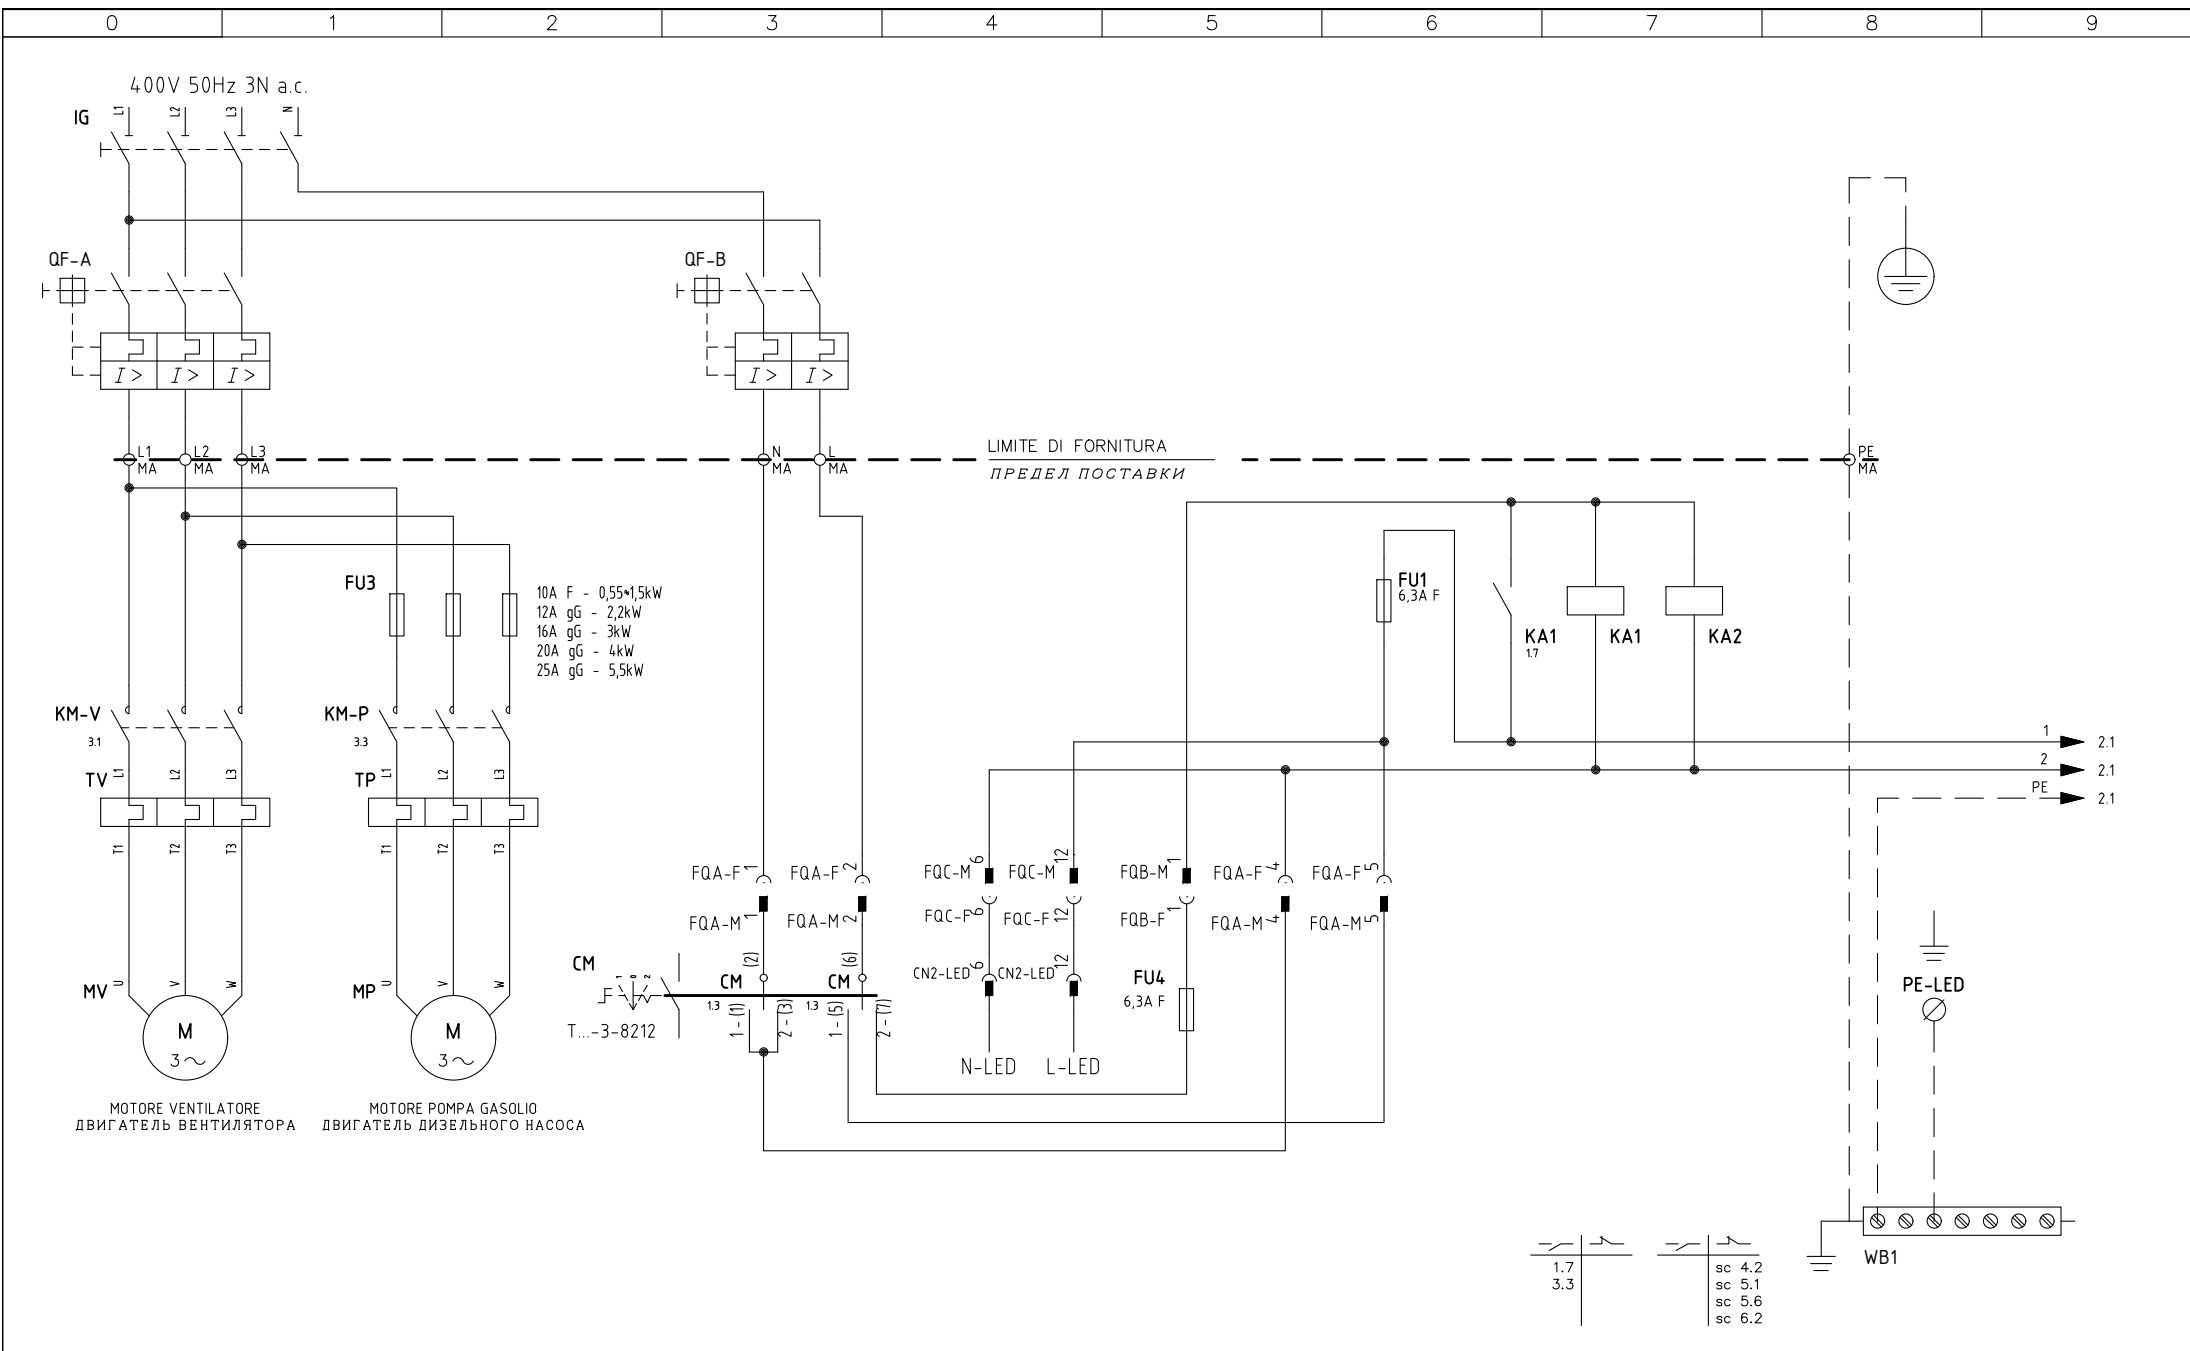 0 1 2 3 4 5 6 7 8 9
400V 50Hz 3N a.c.
IG L1 L2 L3 N
QF-A
QF-B
I> I> I> I> I>
L1 L2 L3 N L PE
MA MA MA MA MA MA
LIMITE DI FORNITURA
ПРЕДЕЛ ПОСТАВКИ
FU3
10A F - 0,55÷1,5kW
12A gG - 2,2kW
16A gG - 3kW
20A gG - 4kW
25A gG - 5,5kW
FU1
6,3A F
KA1
1.7
KA1
KA2
KM-V
3.1
KM-P
3.3
1 2.1
2 2.1
PE 2.1
TV L1 L2 L3
TP L1 L2 L3
T1 T2 T3 T1 T2 T3
FQA-F 1 FQA-F 2 FQC-M 6 FQC-M 12 FQB-M 1 FQA-F 4 FQA-F 5
FQA-M 1 FQA-M 2 FQC-F 6 FQC-F 12 FQB-F 1 FQA-M 4 FQA-M 5
CM 1 0 2
T...-3-8212
(2) (6)
CM CM
1.3 1.3
1-(1) 2-(3) 1-(5) 2-(7)
CN2-LED 6 CN2-LED 12
N-LED L-LED
FU4
6,3A F
PE-LED
MV U V W
MP U V W
M M
3~ 3~
MOTORE VENTILATORE
ДВИГАТЕЛЬ ВЕНТИЛЯТОРА
MOTORE POMPA GASOLIO
ДВИГАТЕЛЬ ДИЗЕЛЬНОГО НАСОСА
WB1
1.7
3.3
sc 4.2
sc 5.1
sc 5.6
sc 6.2